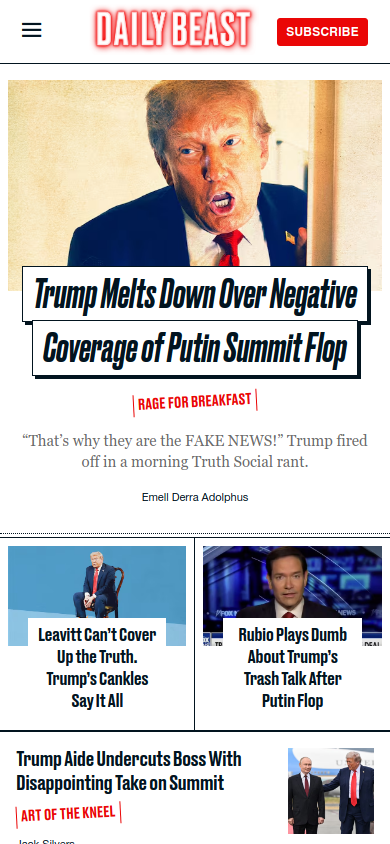 DAILY BEAST
SUBSCRIBE
Trump Melts Down Over Negative
Coverage of Putin Summit Flop
RAGE FOR BREAKFAST
“That’s why they are the FAKE NEWS!” Trump fired
off in a morning Truth Social rant.
Emell Derra Adolphus
Leavitt Can’t Cover
Up the Truth.
Trump’s Cankles
Say It All
NEWS
Rubio Plays Dumb
About Trump’s
Trash Talk After
Putin Flop
Trump Aide Undercuts Boss With
Disappointing Take on Summit
ART OF THE KNEEL
Jack Silvers